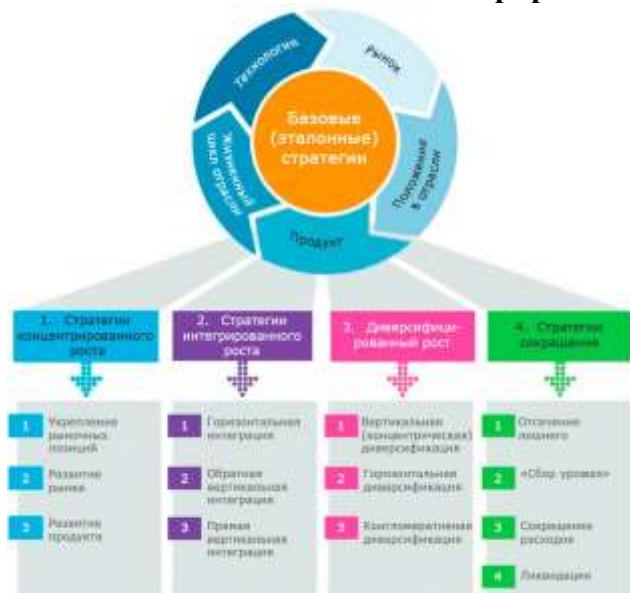 Технологии
Рынок
Базовые
(эталонные)
стратегии
Жизненный
цикл отрасли
Положение
в отрасли
Продукт
1. Стратегии
концентрированного
роста
2. Стратегии
интегрированного
роста
3. Диверсифици-
рованный рост
4. Стратегии
сокращения
1 Укрепление
рыночных
позиций
2 Развитие
рынка
3 Развитие
продукта
1 Горизонтальная
интеграция
2 Обратная
вертикальная
интеграция
3 Прямая
вертикальная
интеграция
1 Вертикальная
(концентрическая)
диверсификация
2 Горизонтальная
диверсификация
3 Конгломеративная
диверсификация
1 Отсечение
лишнего
2 «Сбор урожая»
3 Сокращение
расходов
4 Ликвидация